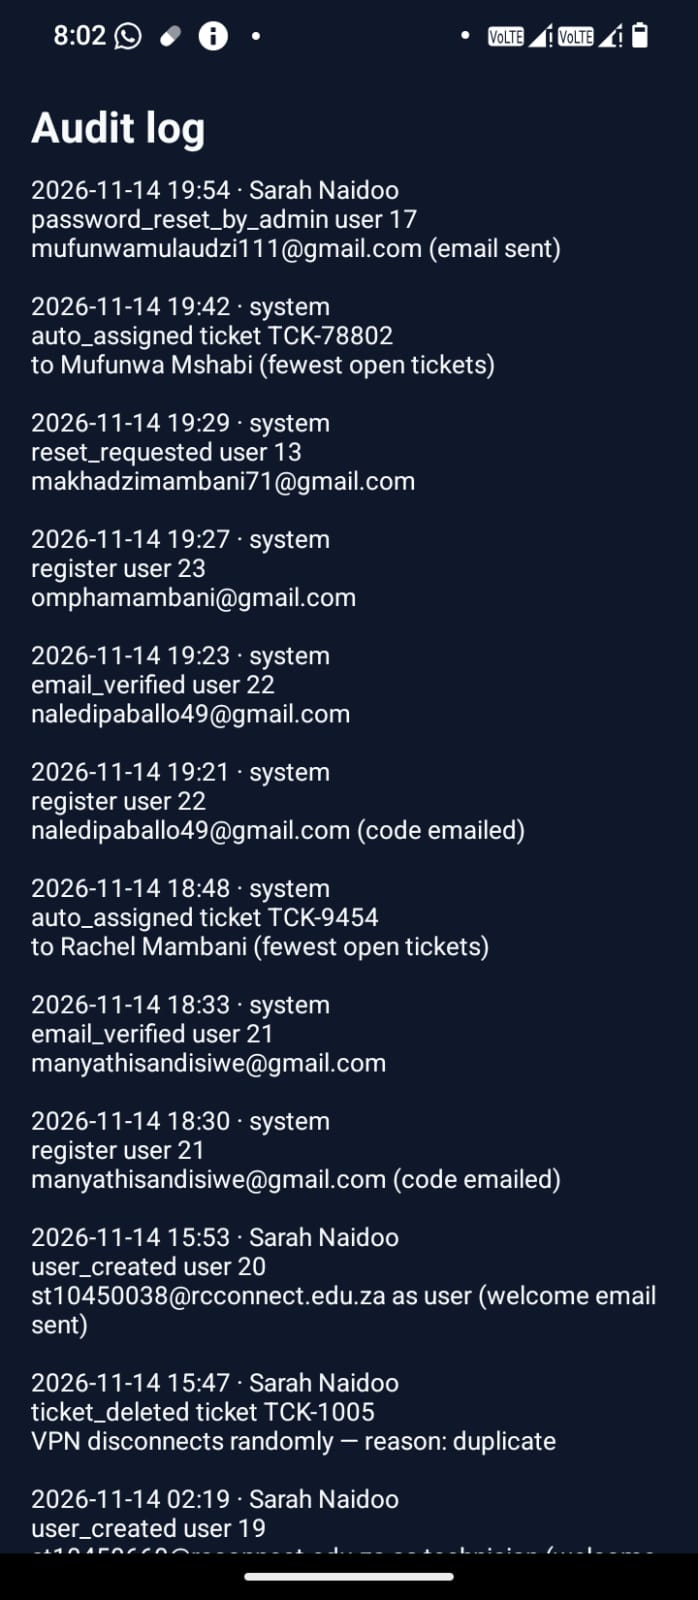 8:02
VoLTE VoLTE
Audit log
2026-11-14 19:54 · Sarah Naidoo
password_reset_by_admin user 17
mufunwamulaudzi111@gmail.com (email sent)
2026-11-14 19:42 · system
auto_assigned ticket TCK-78802
to Mufunwa Mshabi (fewest open tickets)
2026-11-14 19:29 · system
reset_requested user 13
makhadzimambani71@gmail.com
2026-11-14 19:27 · system
register user 23
omphamambani@gmail.com
2026-11-14 19:23 · system
email_verified user 22
naledipaballo49@gmail.com
2026-11-14 19:21 · system
register user 22
naledipaballo49@gmail.com (code emailed)
2026-11-14 18:48 · system
auto_assigned ticket TCK-9454
to Rachel Mambani (fewest open tickets)
2026-11-14 18:33 · system
email_verified user 21
manyathisandisiwe@gmail.com
2026-11-14 18:30 · system
register user 21
manyathisandisiwe@gmail.com (code emailed)
2026-11-14 15:53 · Sarah Naidoo
user_created user 20
st10450038@rcconnect.edu.za as user (welcome email
sent)
2026-11-14 15:47 · Sarah Naidoo
ticket_deleted ticket TCK-1005
VPN disconnects randomly — reason: duplicate
2026-11-14 02:19 · Sarah Naidoo
user_created user 19